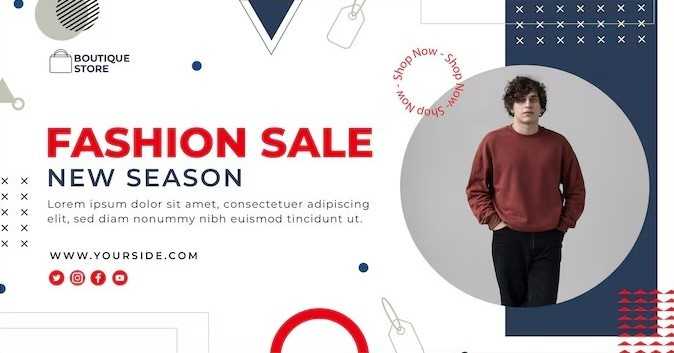 BOUTIQUE
STORE
Shop Now - Shop Now - Shop Now -
FASHION SALE
NEW SEASON
Lorem ipsum dolor sit amet, consectetuer adipiscing
elit, sed diam nonummy nibh euismod tincidunt ut.
WWW.YOURSIDE.COM